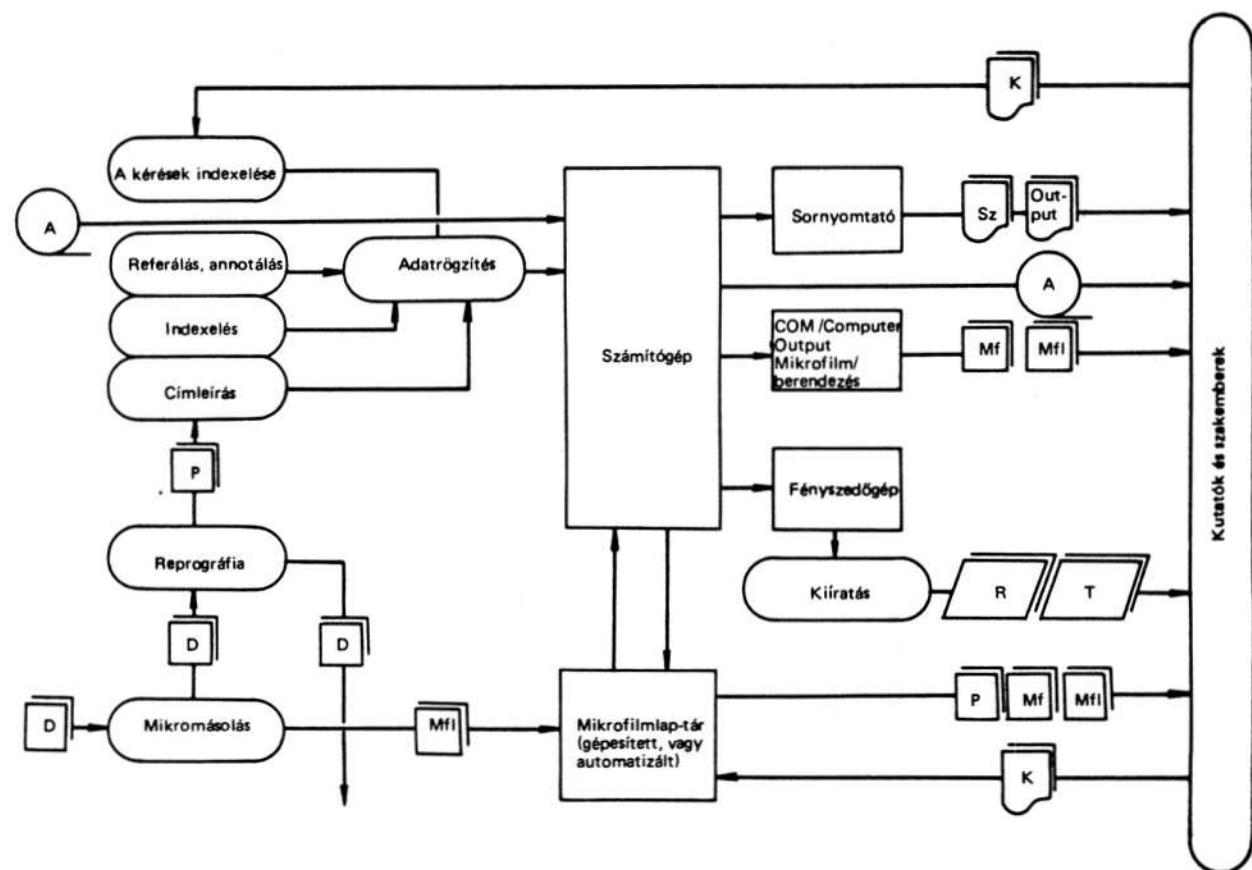 K
A kérések indexelése
A
Sornyomtató
Sz
Out-
put
Referálás, annotálás
Adatrögzítés
A
Indexelés
Számítógép
COM /Computer
Output
Mikrofilm/
berendezés
Mf
Mfl
Címleírás
P
Fényszedőgép
Kutatók és szakemberek
Reprográfia
Kiíratás
R
T
D
D
P
Mf
Mfl
D
Mikromásolás
Mfl
Mikrofilmlap-tár
(gépesített, vagy
automatizált)
K